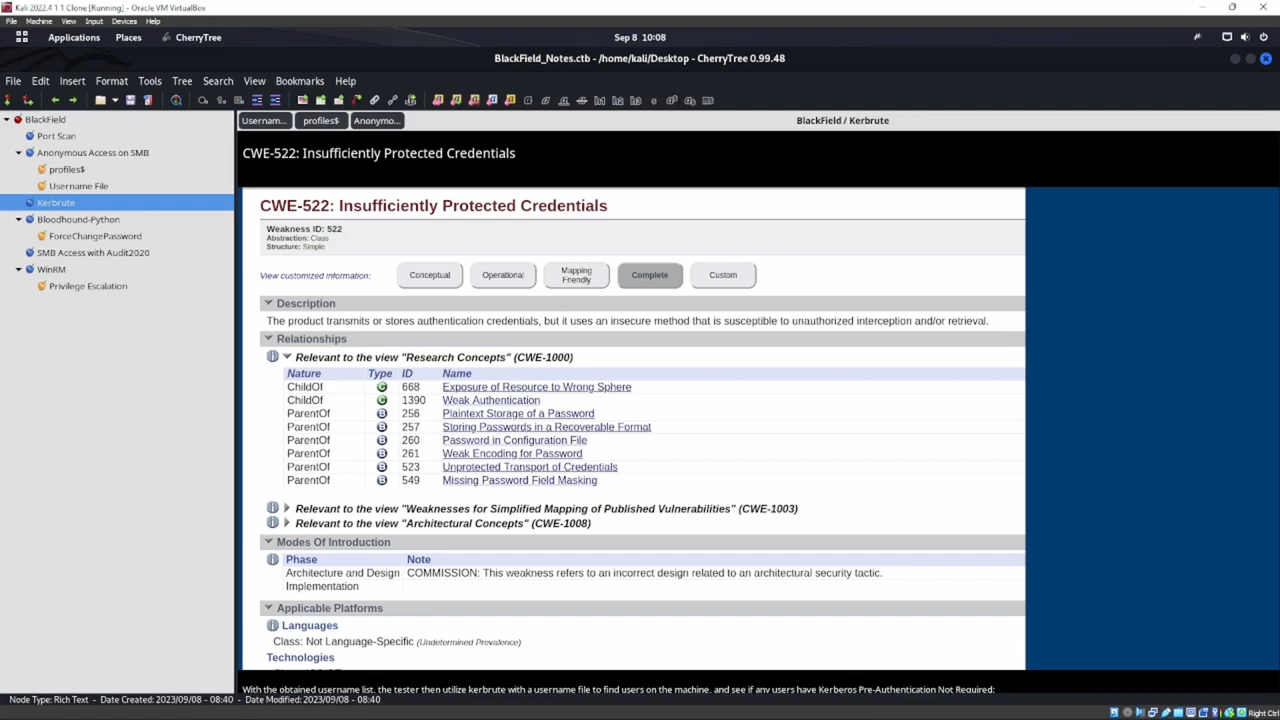 Kali 2022.4 1 1 Clone [Running] - Oracle VM VirtualBox
File Machine View Input Devices Help
Applications Places CherryTree Sep 8 10:08
BlackField_Notes.ctb - /home/kali/Desktop - CherryTree 0.99.48
File Edit Insert Format Tools Tree Search View Bookmarks Help
BlackField
Port Scan
Anonymous Access on SMB
profiles$
Username File
Kerbrute
Bloodhound-Python
ForceChangePassword
SMB Access with Audit2020
WinRM
Privilege Escalation
Usernam... profiles$ Anonymo... BlackField / Kerbrute
CWE-522: Insufficiently Protected Credentials
CWE-522: Insufficiently Protected Credentials
Weakness ID: 522
Abstraction: Class
Structure: Simple
View customized information: Conceptual Operational Mapping Friendly Complete Custom
Description
The product transmits or stores authentication credentials, but it uses an insecure method that is susceptible to unauthorized interception and/or retrieval.
Relationships
Relevant to the view "Research Concepts" (CWE-1000)
Nature Type ID Name
ChildOf C 668 Exposure of Resource to Wrong Sphere
ChildOf C 1390 Weak Authentication
ParentOf B 256 Plaintext Storage of a Password
ParentOf B 257 Storing Passwords in a Recoverable Format
ParentOf B 260 Password in Configuration File
ParentOf B 261 Weak Encoding for Password
ParentOf B 523 Unprotected Transport of Credentials
ParentOf B 549 Missing Password Field Masking
Relevant to the view "Weaknesses for Simplified Mapping of Published Vulnerabilities" (CWE-1003)
Relevant to the view "Architectural Concepts" (CWE-1008)
Modes Of Introduction
Phase Note
Architecture and Design COMMISSION: This weakness refers to an incorrect design related to an architectural security tactic.
Implementation
Applicable Platforms
Languages
Class: Not Language-Specific (Undetermined Prevalence)
Technologies
With the obtained username list, the tester then utilize kerbrute with a username file to find users on the machine, and see if any users have Kerberos Pre-Authentication Not Required:
Node Type: Rich Text - Date Created: 2023/09/08 - 08:40 - Date Modified: 2023/09/08 - 08:40
Right Ctrl